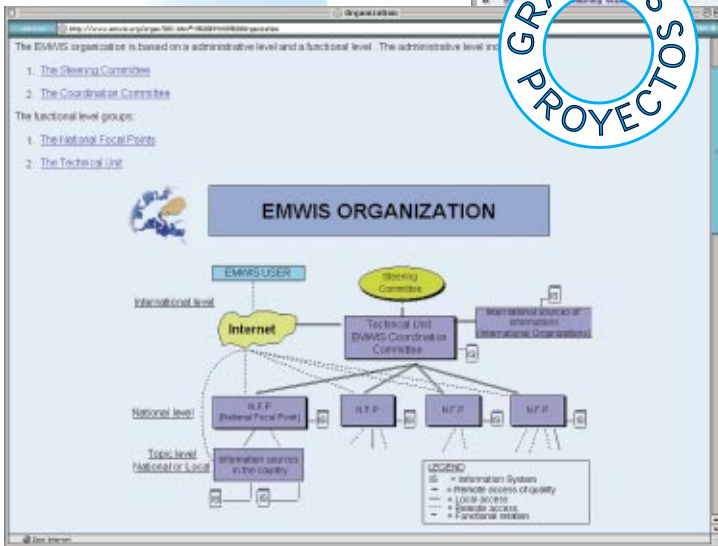 Organization
The EMWIS organization is based on a administrative level and a functional level. The administrative level
1. The Steering Committee
2. The Coordination Committee
The functional level groups:
1. The National Focal Points
2. The Technical Unit
GRA
SOS
PROYECTOS
EMWIS ORGANIZATION
EMWIS USER
Steering
Committee
International level
IS
Internet
Technical Unit
EMWIS Coordination
Committee
International sources of
Informations
(International Organizations)
IS
National level
N.F.P
(National Focal Point)
IS
N.F.P
IS
N.F.P
IS
N.F.P
IS
Topic level
National or Local
Information sources
in the country
IS
IS
LEGEND
IS = Information System
= Remote access of quality
= Local access
= Remote access
= Functional relation